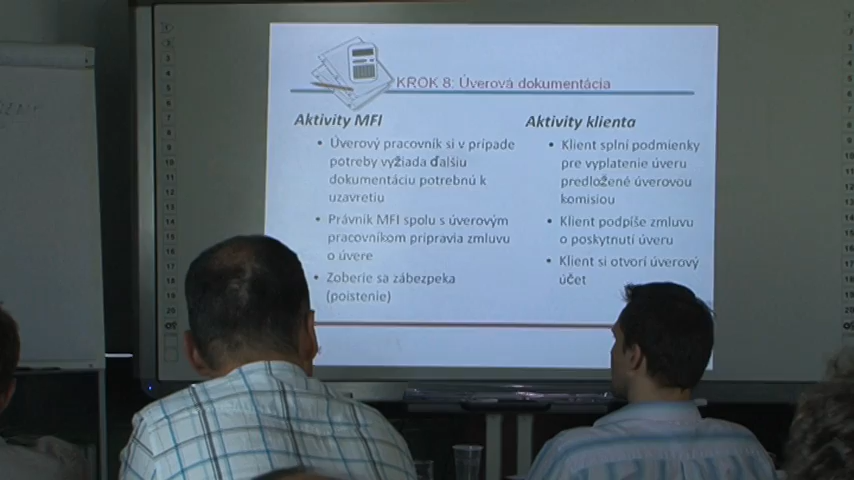 KROK 8: Úverová dokumentácia
Aktivity MFI
• Úverový pracovník si v prípade
potreby vyžiada ďalšiu
dokumentáciu potrebnú k
uzavretiu
• Právnik MFI spolu s úverovým
pracovníkom pripravia zmluvu
o úvere
• Zoberie sa zábezpeka
(poistenie)
Aktivity klienta
• Klient splní podmienky
pre vyplatenie úveru
predložené úverovou
komisiou
• Klient podpíše zmluvu
o poskytnutí úveru
• Klient si otvorí úverový
účet